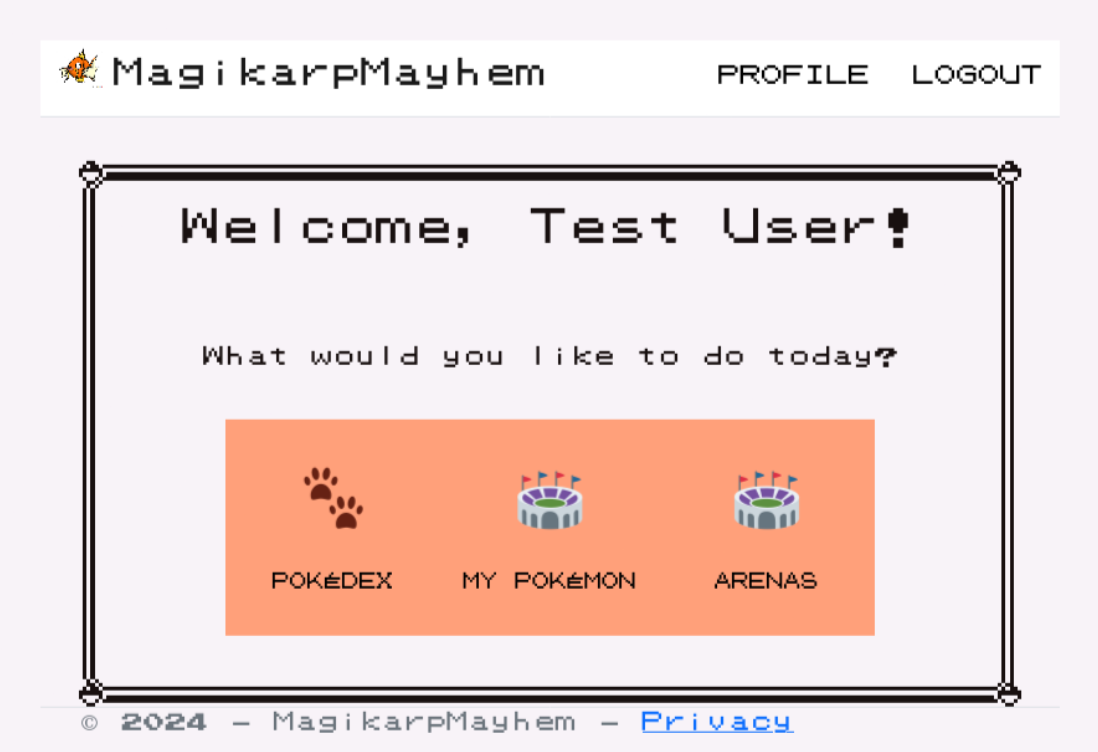 MagikarpMayhem PROFILE LOGOUT
Welcome, Test User!
What would you like to do today?
POKéDEX MY POKéMON ARENAS
© 2024 - MagikarpMayhem - Privacy